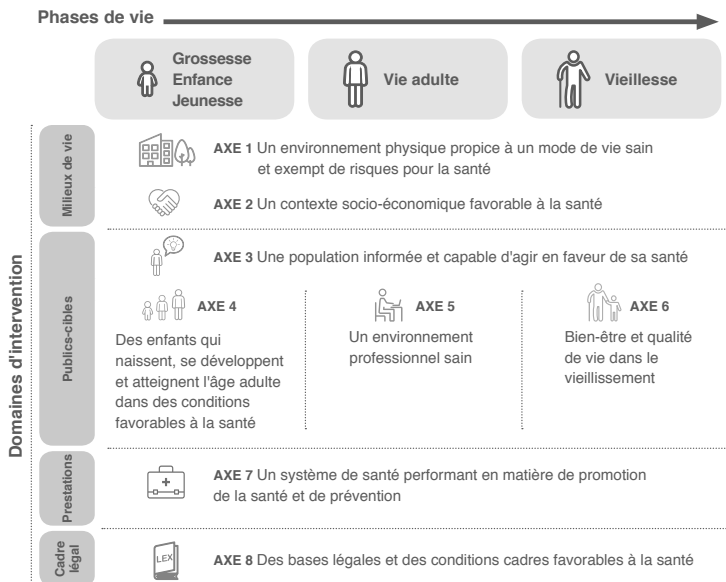 Phases de vie
Grossesse
Enfance
Jeunesse
Vie adulte
Vieillesse
Domaines d'intervention
Milieux de vie
AXE 1 Un environnement physique propice à un mode de vie sain
et exempt de risques pour la santé
AXE 2 Un contexte socio-économique favorable à la santé
Publics-cibles
AXE 3 Une population informée et capable d'agir en faveur de sa santé
AXE 4
Des enfants qui
naissent, se développent
et atteignent l'âge adulte
dans des conditions
favorables à la santé
AXE 5
Un environnement
professionnel sain
AXE 6
Bien-être et qualité
de vie dans le
vieillissement
Prestations
AXE 7 Un système de santé performant en matière de promotion
de la santé et de prévention
Cadre
légal
LEX
AXE 8 Des bases légales et des conditions cadres favorables à la santé